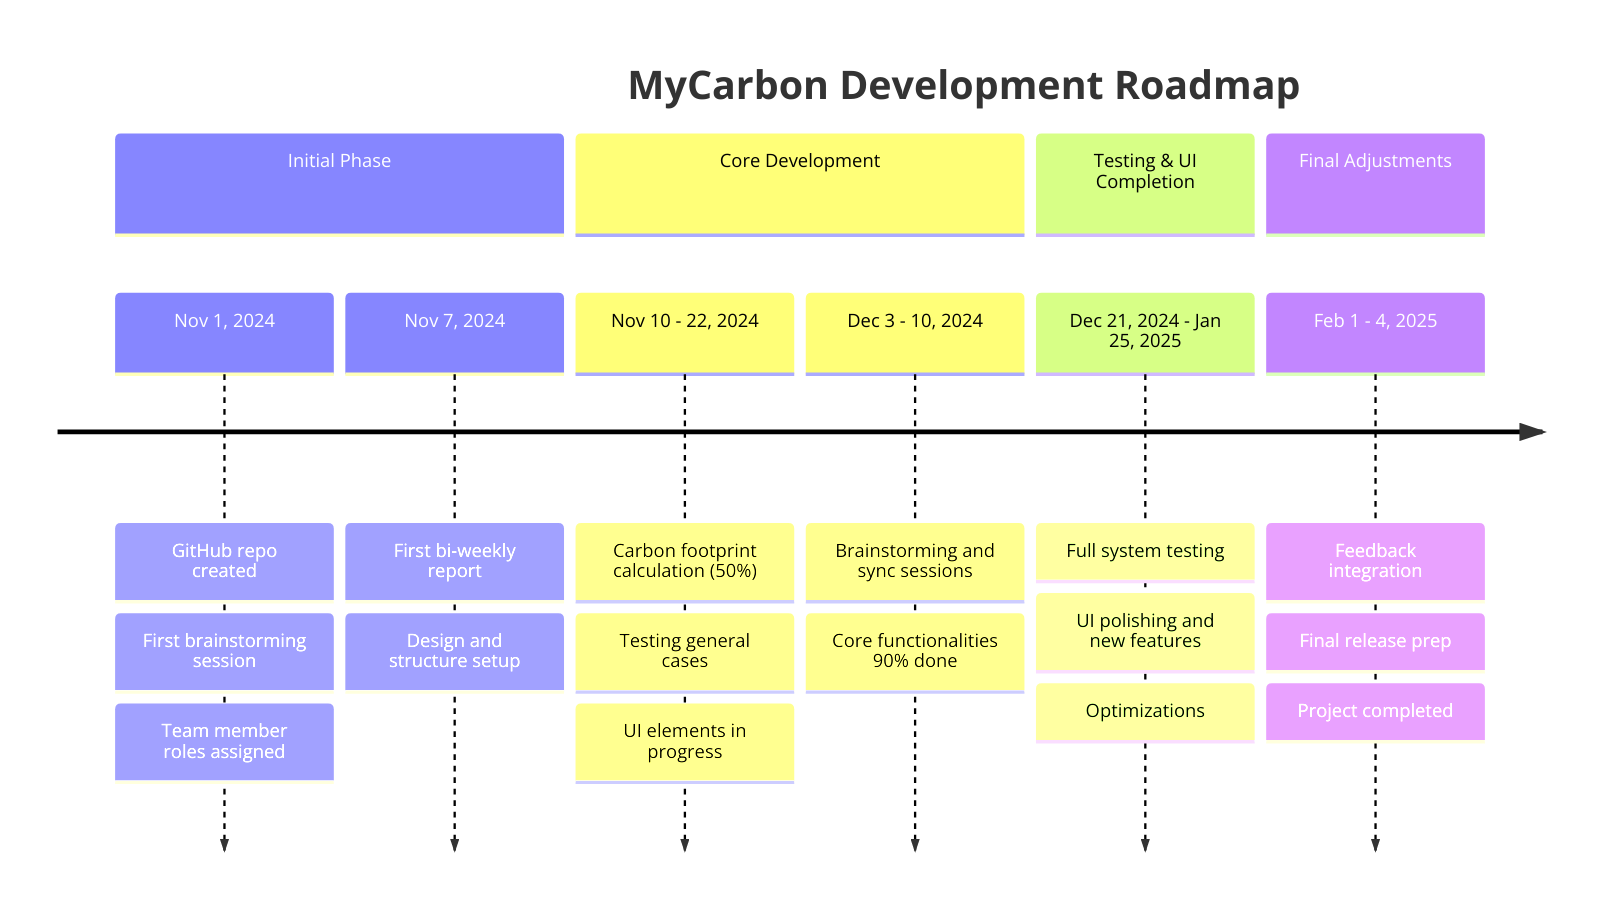 MyCarbon Development Roadmap
Initial Phase
Core Development
Testing & UI
Completion
Final Adjustments
Nov 1, 2024
Nov 7, 2024
Nov 10 - 22, 2024
Dec 3 - 10, 2024
Dec 21, 2024 - Jan
25, 2025
Feb 1 - 4, 2025
GitHub repo
created
First brainstorming
session
Team member
roles assigned
First bi-weekly
report
Design and
structure setup
Carbon footprint
calculation (50%)
Testing general
cases
UI elements in
progress
Brainstorming and
sync sessions
Core functionalities
90% done
Full system testing
UI polishing and
new features
Optimizations
Feedback
integration
Final release prep
Project completed